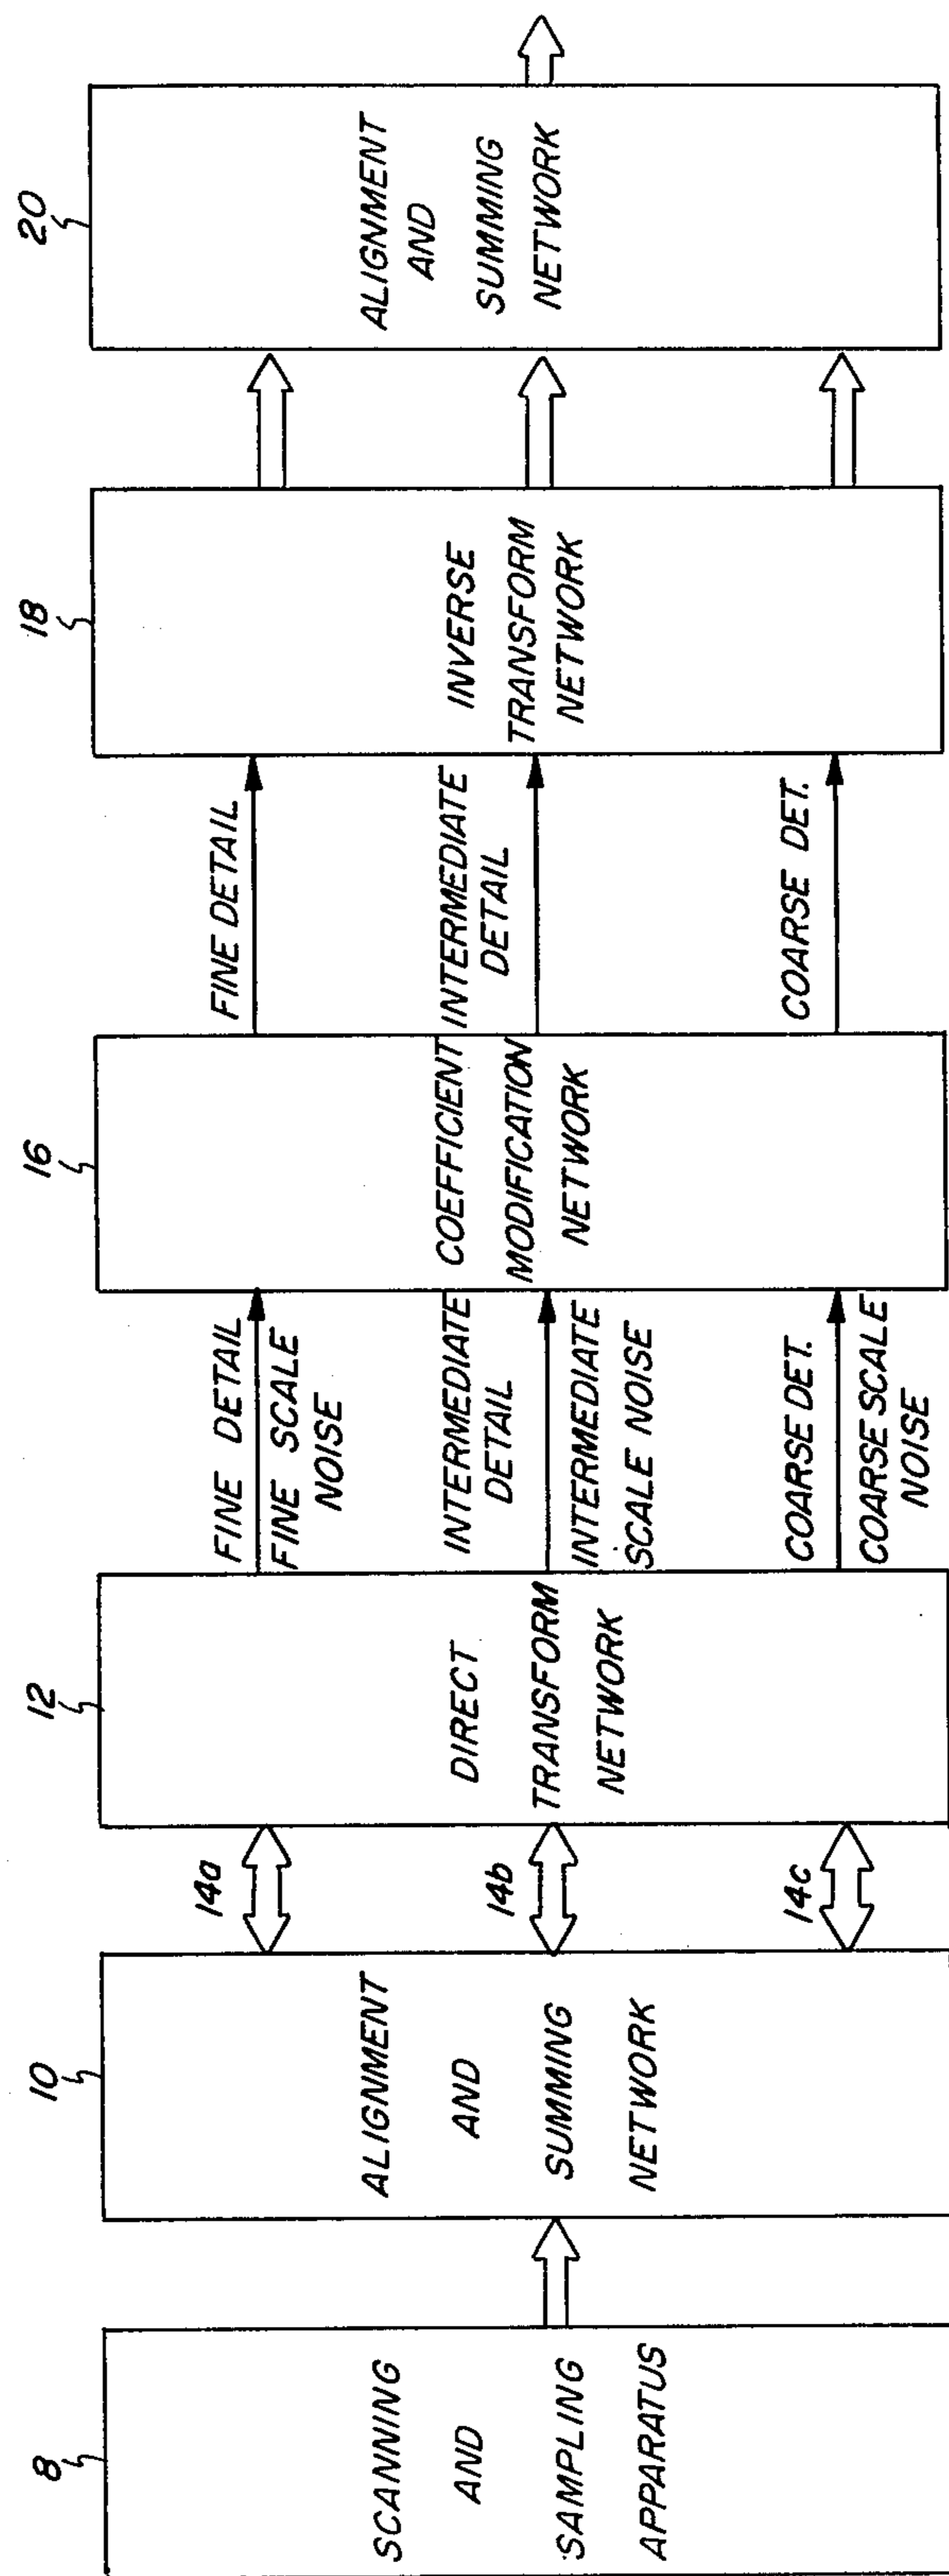 8
SCANNING
AND
SAMPLING
APPARATUS
10
ALIGNMENT
AND
SUMMING
NETWORK
14a
14b
14c
12
DIRECT
TRANSFORM
NETWORK
FINE DETAIL
FINE SCALE
NOISE
INTERMEDIATE
DETAIL
INTERMEDIATE
SCALE NOISE
COARSE DET.
COARSE SCALE
NOISE
16
COEFFICIENT
MODIFICATION
NETWORK
FINE DETAIL
INTERMEDIATE
DETAIL
COARSE DET.
18
INVERSE
TRANSFORM
NETWORK
20
ALIGNMENT
AND
SUMMING
NETWORK